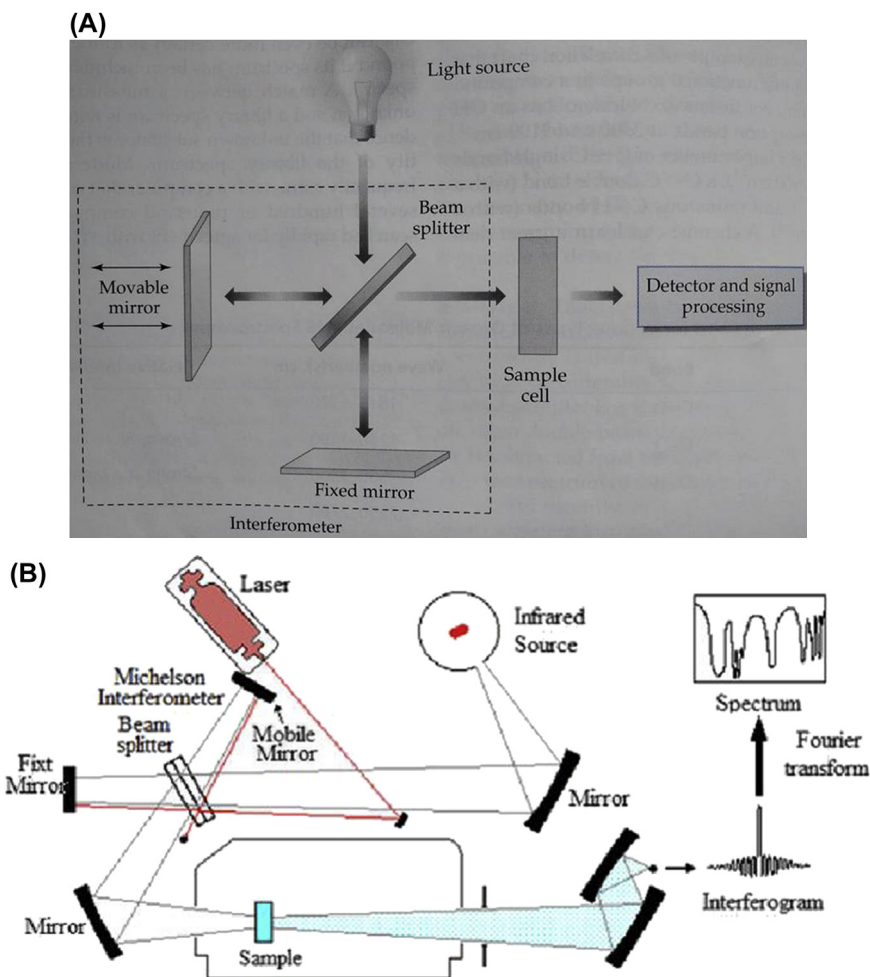 (A)
Light source
Beam
splitter
Movable
mirror
Detector and signal
processing
Sample
cell
Fixed mirror
Interferometer
(B)
Laser
Infrared
Source
Michelson
Interferometer
Beam
splitter
Mobile
Mirror
Fixt
Mirror
Mirror
Spectrum
Fourier
transform
Interferogram
Mirror
Sample